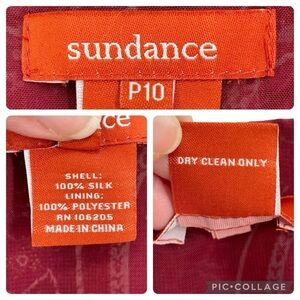 sundance
P10
ce
SHELL:
100% SILK
LINING:
100% POLYESTER
RN 106205
MADE IN CHINA
DRY CLEAN ONLY
PIC•COLLAGE